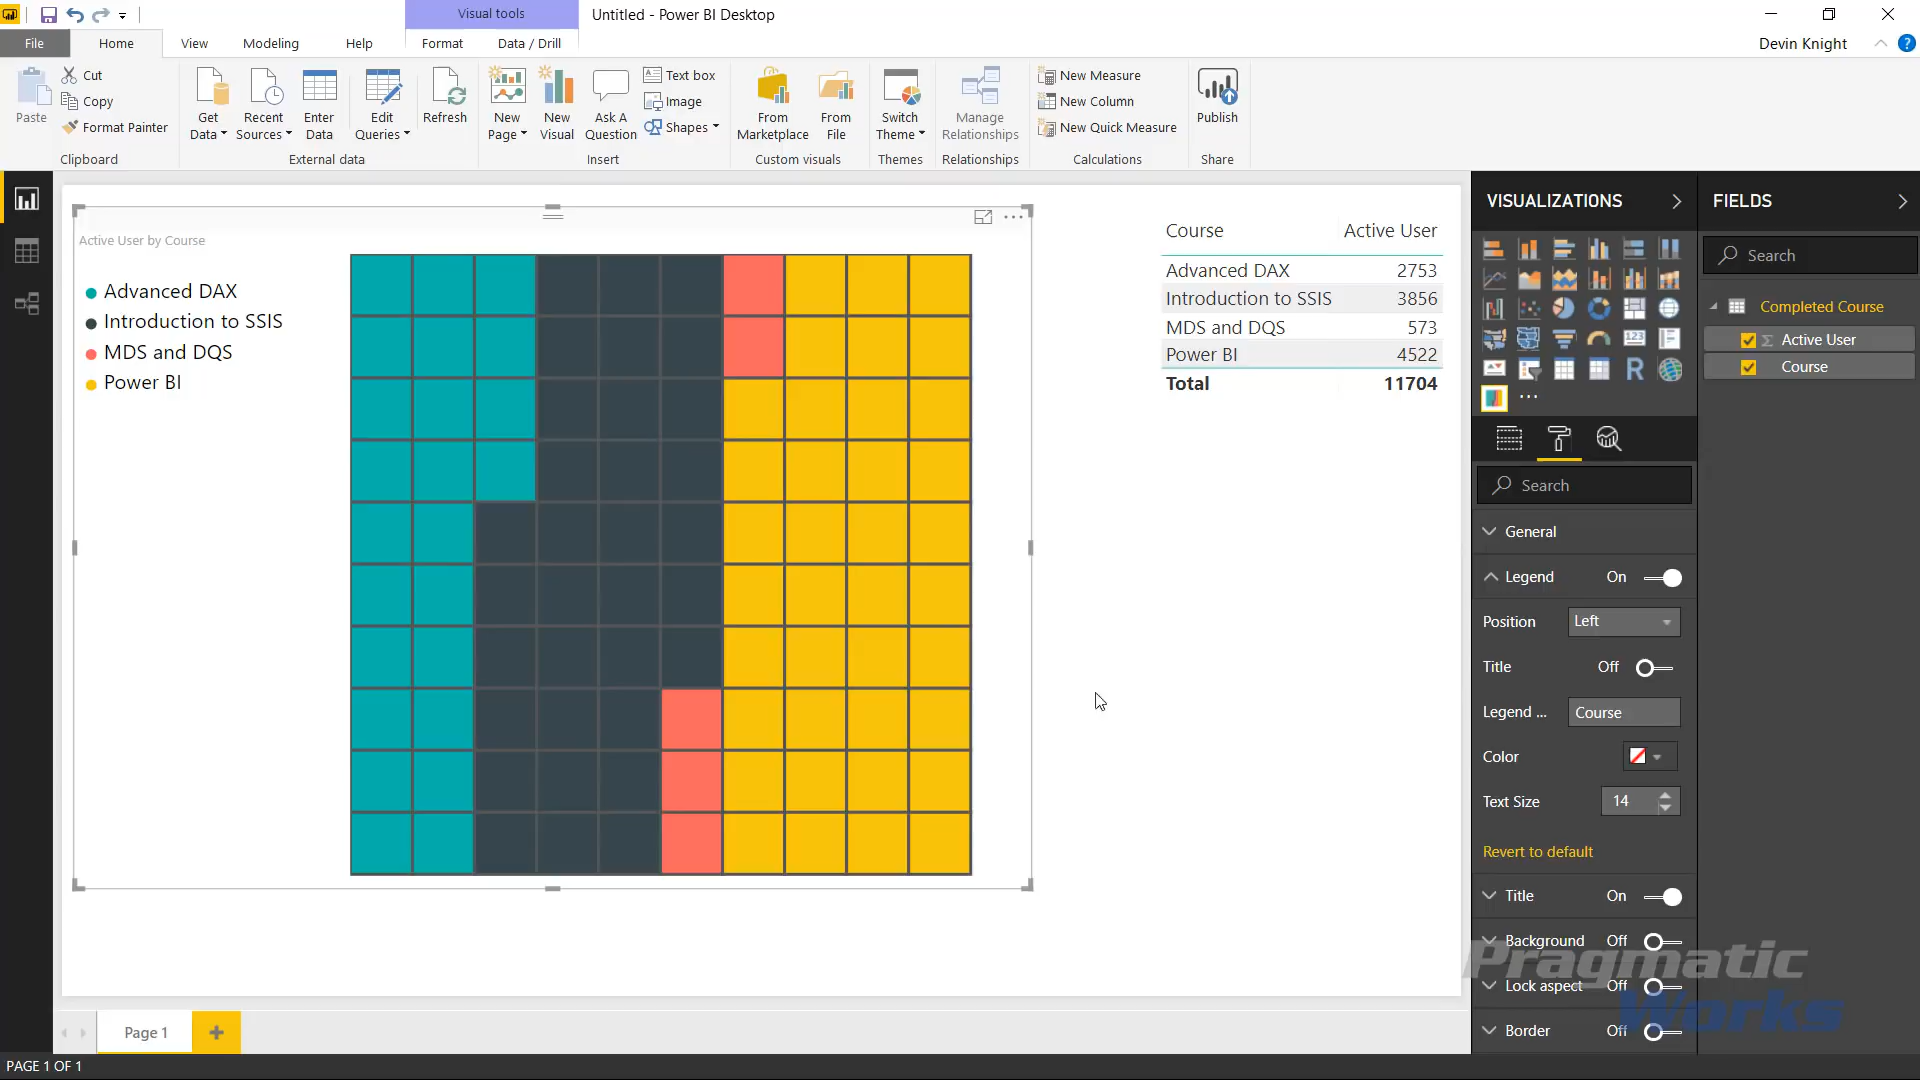 Visual tools
Untitled - Power BI Desktop
File
Home
View
Modeling
Help
Format
Data / Drill
Devin Knight
?
Paste
Cut
Copy
Format Painter
Clipboard
Get
Data
Recent
Sources
Enter
Data
Edit
Queries
Refresh
External data
New
Page
New
Visual
Ask A
Question
Text box
Image
Shapes
Insert
From
Marketplace
From
File
Custom visuals
Switch
Theme
Themes
Manage
Relationships
Relationships
New Measure
New Column
New Quick Measure
Calculations
Publish
Share
Active User by Course
Advanced DAX
Introduction to SSIS
MDS and DQS
Power BI
Course Active User
Advanced DAX 2753
Introduction to SSIS 3856
MDS and DQS 573
Power BI 4522
Total 11704
VISUALIZATIONS
123
R
Search
General
Legend On
Position Left
Title Off
Legend ... Course
Color
Text Size 14
Revert to default
Title On
Background Off
Lock aspect Off
Border Off
FIELDS
Search
Completed Course
Active User
Course
Pragmatic
Works
Page 1
PAGE 1 OF 1